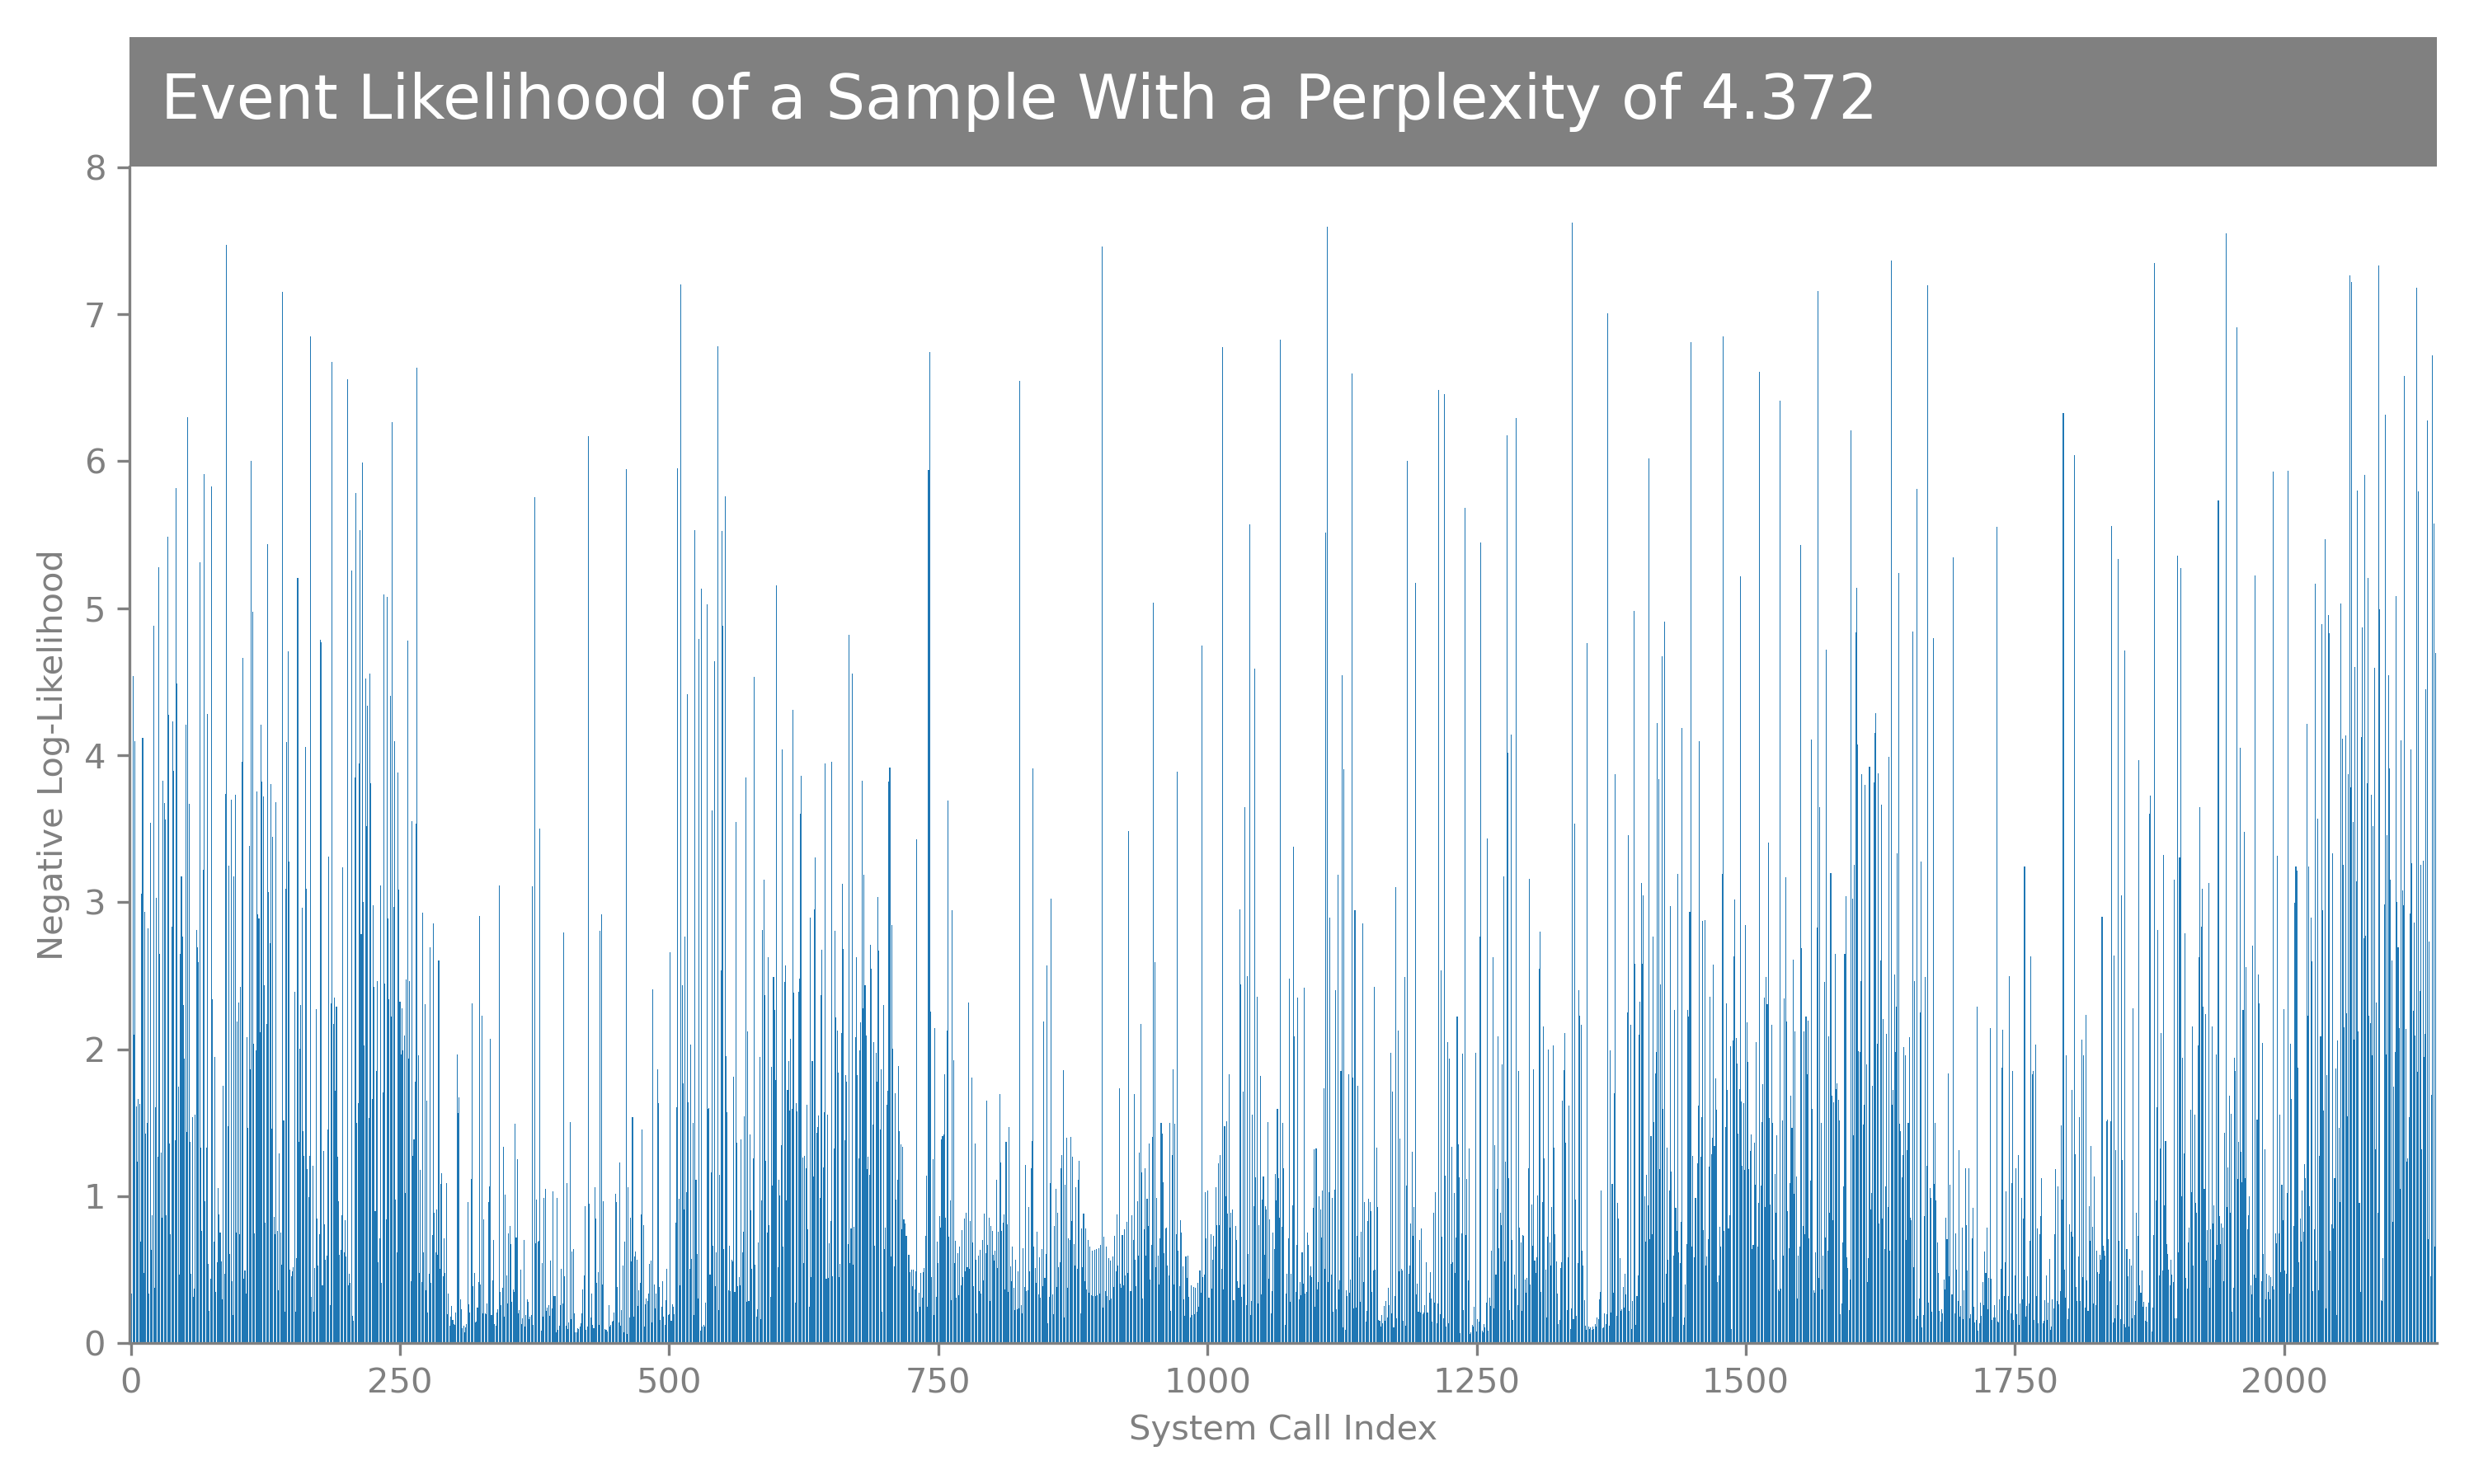 Event Likelihood of a Sample With a Perplexity of 4.372
8
7
6
5
4
3
2
1
0
Negative Log-Likelihood
0 250 500 750 1000 1250 1500 1750 2000
System Call Index